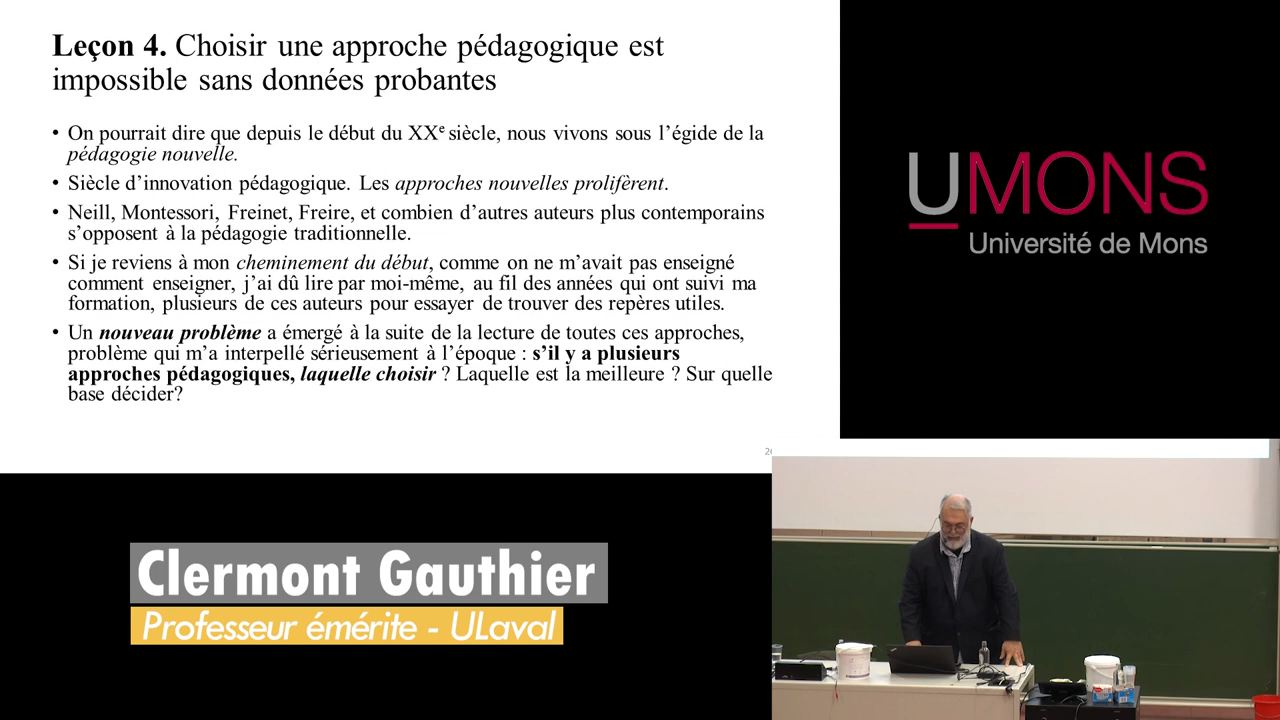 Leçon 4. Choisir une approche pédagogique est
impossible sans données probantes
• On pourrait dire que depuis le début du XXe siècle, nous vivons sous l’égide de la
pédagogie nouvelle.
• Siècle d’innovation pédagogique. Les approches nouvelles prolifèrent.
• Neill, Montessori, Freinet, Freire, et combien d’autres auteurs plus contemporains
s’opposent à la pédagogie traditionnelle.
• Si je reviens à mon cheminement du début, comme on ne m’avait pas enseigné
comment enseigner, j’ai dû lire par moi-même, au fil des années qui ont suivi ma
formation, plusieurs de ces auteurs pour essayer de trouver des repères utiles.
• Un nouveau problème a émergé à la suite de la lecture de toutes ces approches,
problème qui m’a interpellé sérieusement à l’époque : s’il y a plusieurs
approches pédagogiques, laquelle choisir ? Laquelle est la meilleure ? Sur quelle
base décider?
UMONS
Université de Mons
Clermont Gauthier
Professeur émérite - ULaval